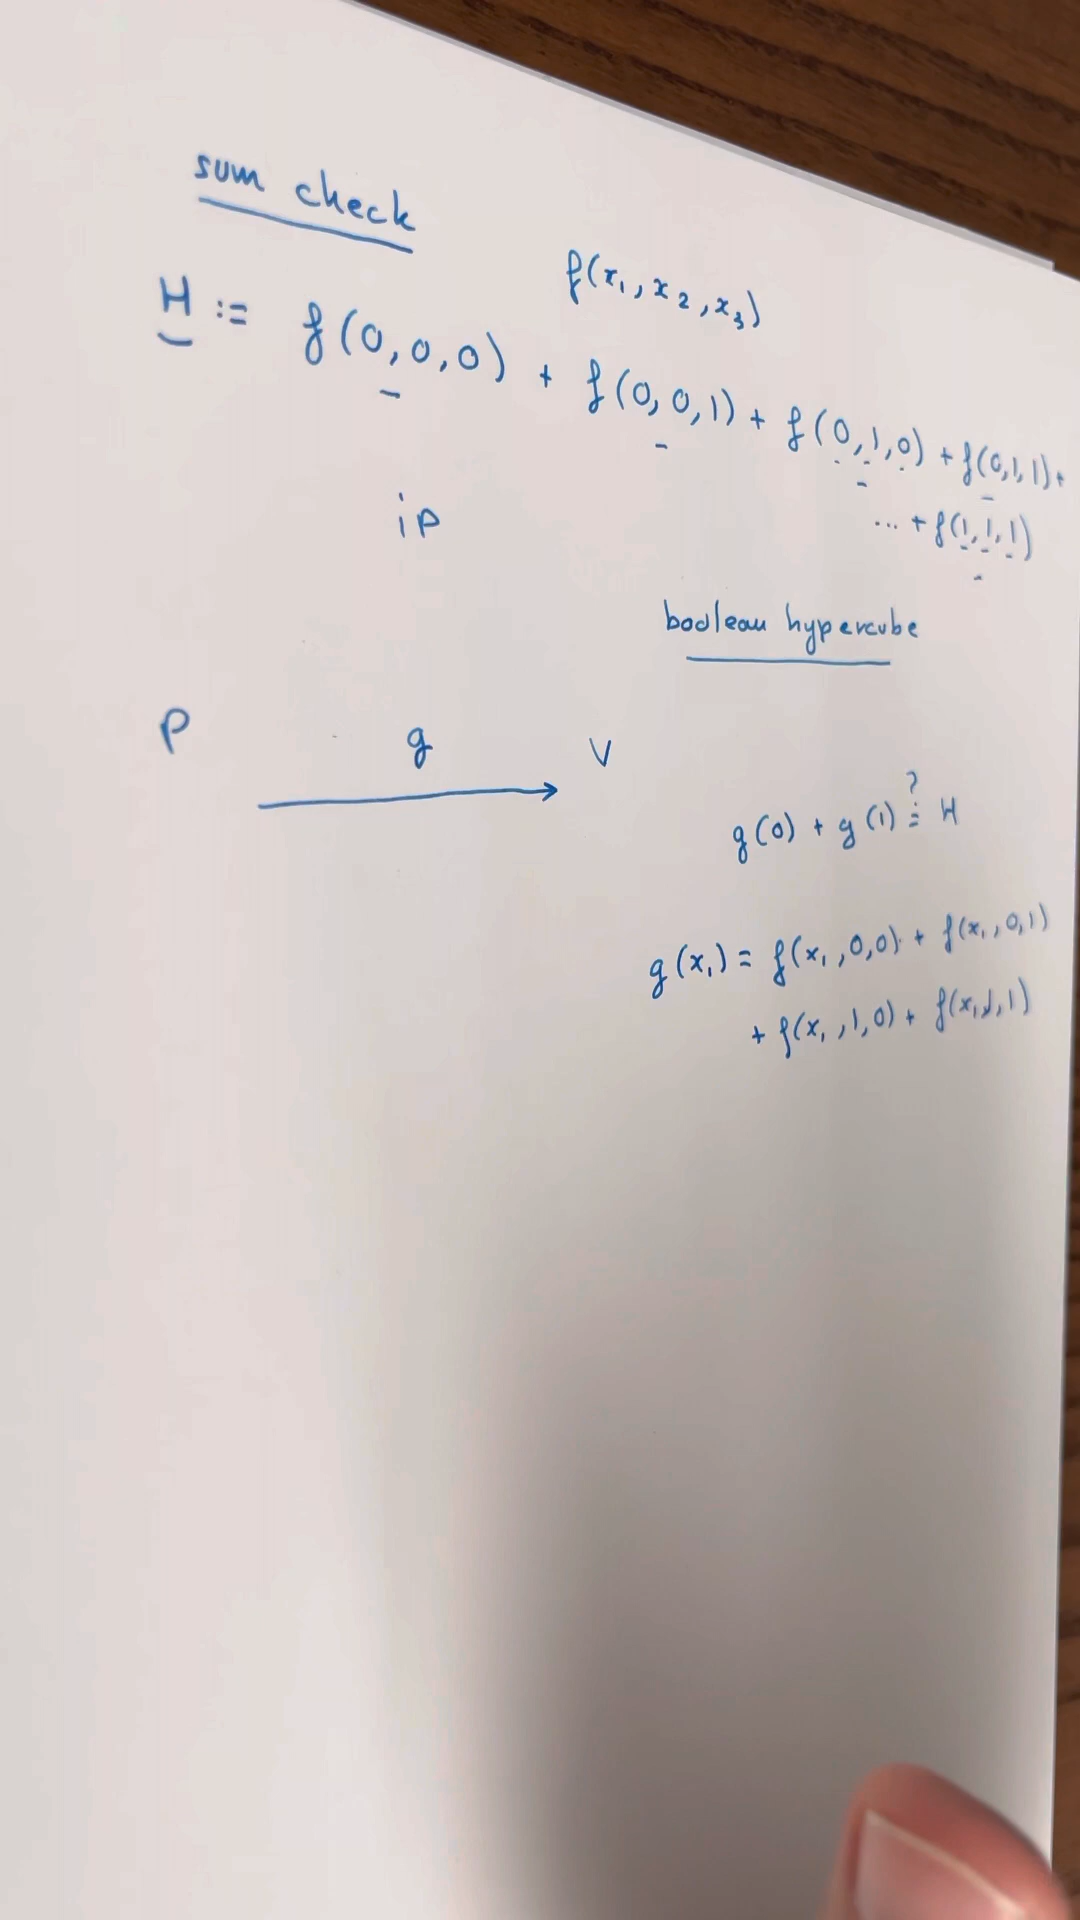 sum check
f(x₁, x₂, x₃)
H := f(0,0,0) + f(0,0,1) + f(0,1,0) + f(0,1,1) +
... + f(1,1,1)
ip
boolean hypercube
P g V
g(0) + g(1) ≟ H
g(x₁) = f(x₁,0,0) + f(x₁,0,1)
+ f(x₁,1,0) + f(x₁,1,1)